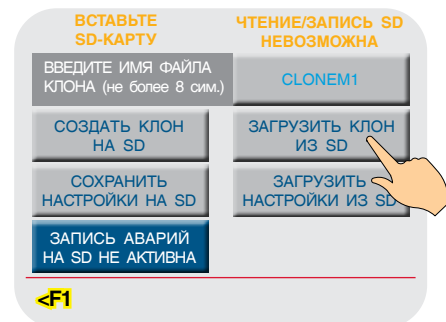 ВСТАВЬТЕ
SD-КАРТУ
ЧТЕНИЕ/ЗАПИСЬ SD
НЕВОЗМОЖНА
ВВЕДИТЕ ИМЯ ФАЙЛА
КЛОНА (не более 8 сим.)
CLONEM1
СОЗДАТЬ КЛОН
НА SD
ЗАГРУЗИТЬ КЛОН
ИЗ SD
СОХРАНИТЬ
НАСТРОЙКИ НА SD
ЗАГРУЗИТЬ
НАСТРОЙКИ ИЗ SD
ЗАПИСЬ АВАРИЙ
НА SD НЕ АКТИВНА
<F1